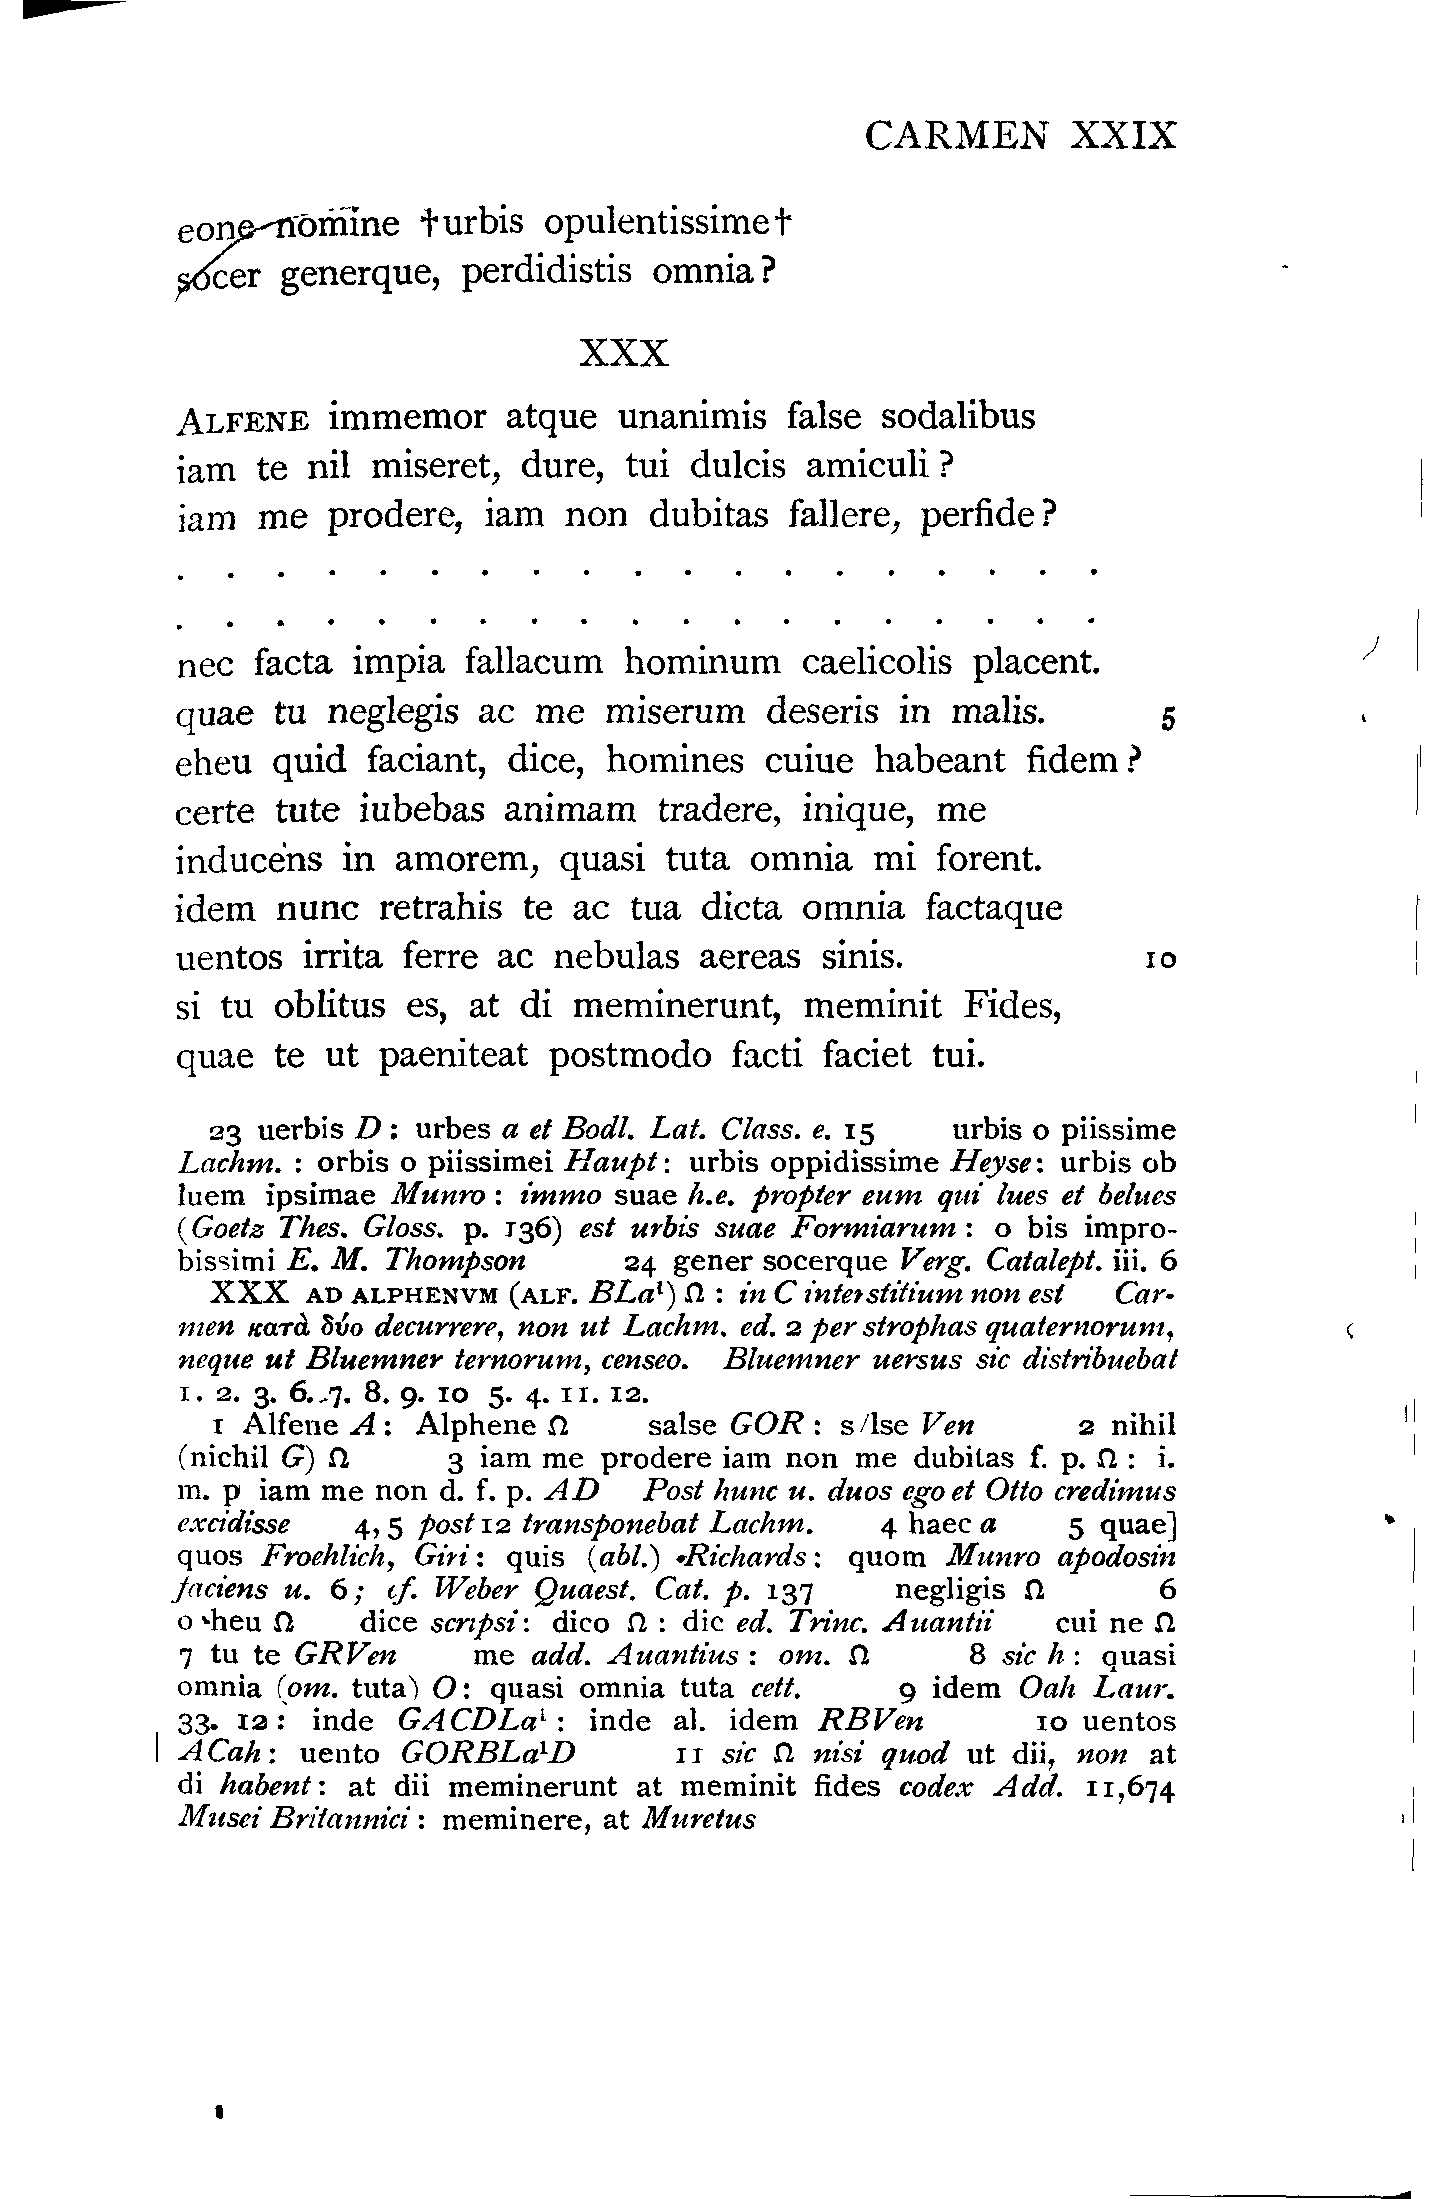 CARMEN XXIX
eone nomine †urbis opulentissime†
socer generque, perdidistis omnia?
XXX
ALFENE immemor atque unanimis false sodalibus
iam te nil miseret, dure, tui dulcis amiculi?
iam me prodere, iam non dubitas fallere, perfide?
. . . . . . . . . . . . . . . . . . .
. . . . . . . . . . . . . . . . . . .
nec facta impia fallacum hominum caelicolis placent.
quae tu neglegis ac me miserum deseris in malis. 5
eheu quid faciant, dice, homines cuiue habeant fidem?
certe tute iubebas animam tradere, inique, me
inducens in amorem, quasi tuta omnia mi forent.
idem nunc retrahis te ac tua dicta omnia factaque
uentos irrita ferre ac nebulas aereas sinis. 10
si tu oblitus es, at di meminerunt, meminit Fides,
quae te ut paeniteat postmodo facti faciet tui.
23 uerbis D: urbes a et Bodl. Lat. Class. e. 15 urbis o piissime
Lachm. : orbis o piissimei Haupt: urbis oppidissime Heyse: urbis ob
luem ipsimae Munro : immo suae h.e. propter eum qui lues et belues
(Goetz Thes. Gloss. p. 136) est urbis suae Formiarum : o bis impro-
bissimi E. M. Thompson 24 gener socerque Verg. Catalept. iii. 6
XXX AD ALPHENVM (ALF. BLa¹) Ω : in C interstitium non est Car-
men κατὰ δύο decurrere, non ut Lachm. ed. 2 per strophas quaternorum,
neque ut Bluemner ternorum, censeo. Bluemner uersus sic distribuebat
1. 2. 3. 6. 7. 8. 9. 10 5. 4. 11. 12.
1 Alfene A: Alphene Ω salse GOR: s/lse Ven 2 nihil
(nichil G) Ω 3 iam me prodere iam non me dubitas f. p. Ω : i.
m. p iam me non d. f. p. AD Post hunc u. duos ego et Otto credimus
excidisse 4, 5 post 12 transponebat Lachm. 4 haec a 5 quae]
quos Froehlich, Giri: quis (abl.) Richards: quom Munro apodosin
faciens u. 6; cf. Weber Quaest. Cat. p. 137 negligis Ω 6
o heu Ω dice scripsi: dico Ω : dic ed. Trinc. Auantii cui ne Ω
7 tu te GRVen me add. Auantius : om. Ω 8 sic h: quasi
omnia (om. tuta) O: quasi omnia tuta cett. 9 idem Oah Laur.
33. 12: inde GACDLa¹: inde al. idem RBVen 10 uentos
ACah: uento GORBLa¹D 11 sic Ω nisi quod ut dii, non at
di habent: at dii meminerunt at meminit fides codex Add. 11,674
Musei Britannici: meminere, at Muretus